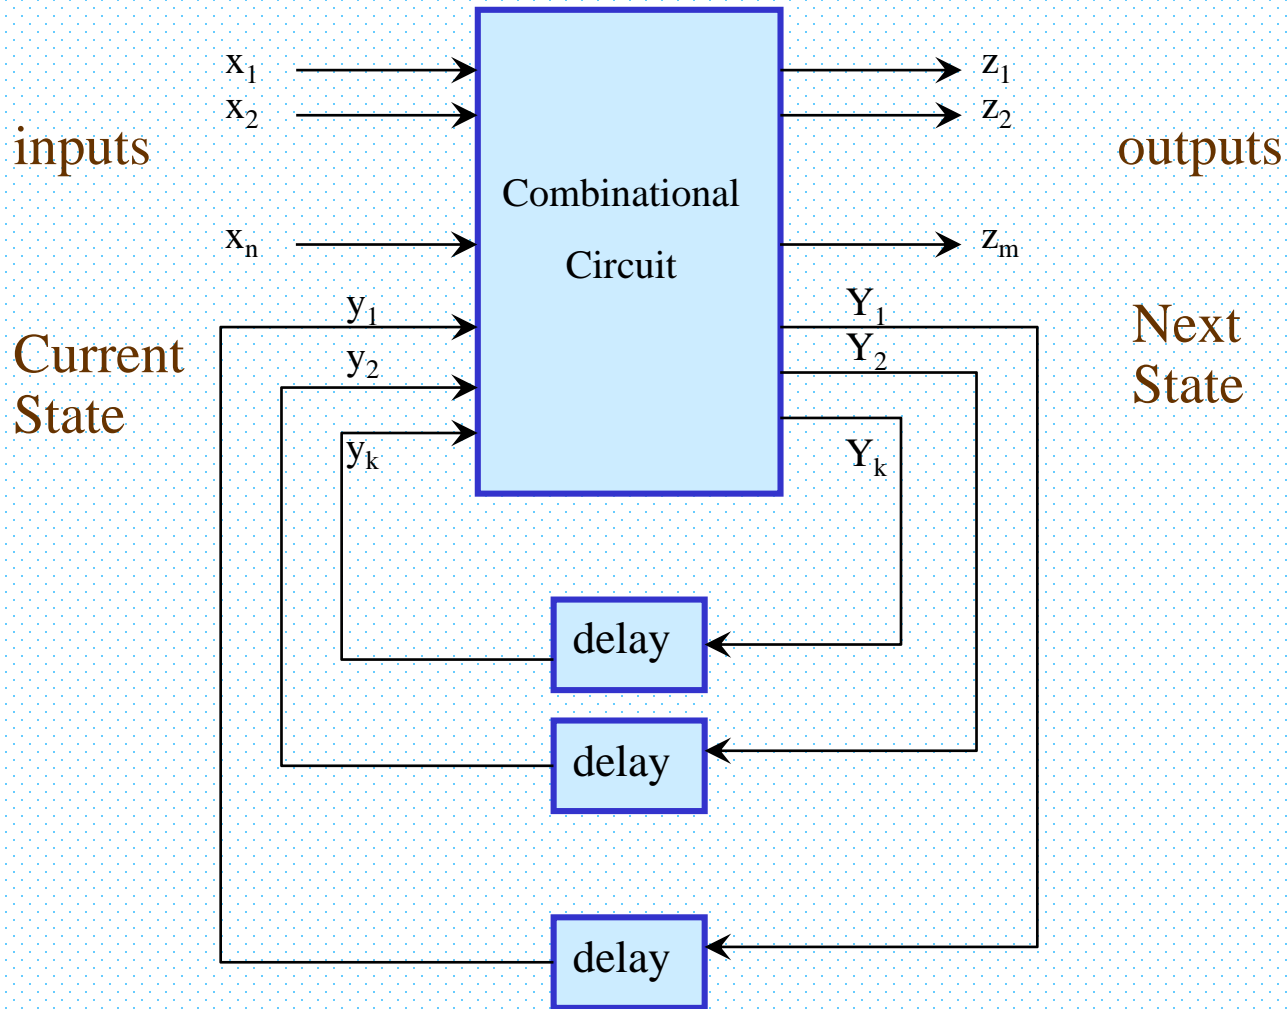 x₁
z₁
x₂
z₂
inputs
outputs
Combinational
xₙ
zₘ
Circuit
y₁
Y₁
Next
State
Current
State
y₂
Y₂
yₖ
Yₖ
delay
delay
delay